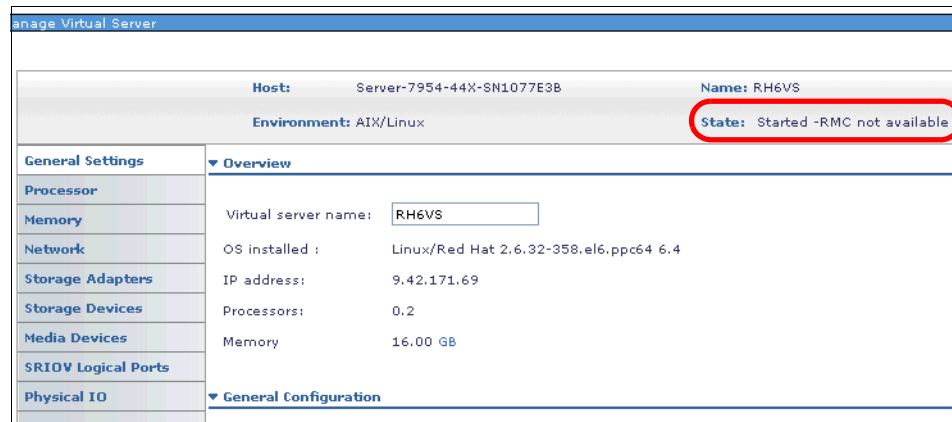 anage Virtual Server
Host: Server-7954-44X-SN1077E3B Name: RH6VS
Environment: AIX/Linux State: Started -RMC not available
General Settings
Processor
Memory
Network
Storage Adapters
Storage Devices
Media Devices
SRIOV Logical Ports
Physical IO
Overview
Virtual server name: RH6VS
OS installed : Linux/Red Hat 2.6.32-358.el6.ppc64 6.4
IP address: 9.42.171.69
Processors: 0.2
Memory 16.00 GB
General Configuration